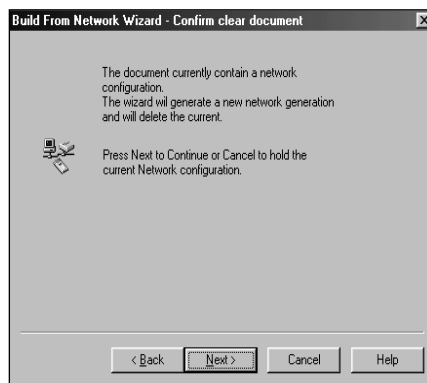 Build From Network Wizard - Confirm clear document
The document currently contain a network
configuration.
The wizard wil generate a new network generation
and will delete the current.
Press Next to Continue or Cancel to hold the
current Network configuration.
< Back
Next >
Cancel
Help